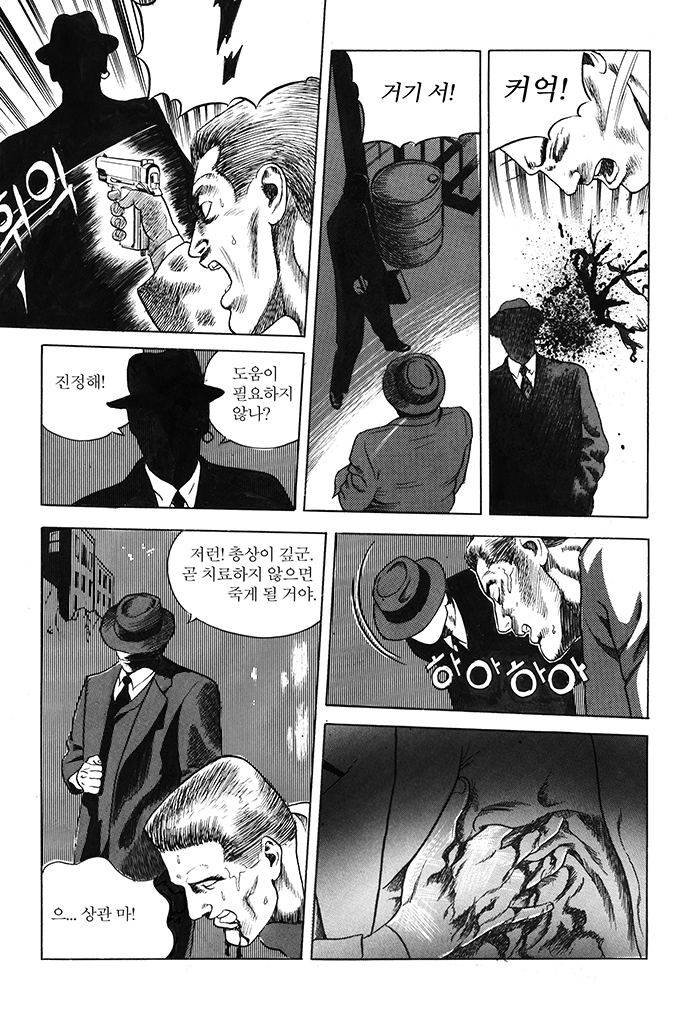 커억!
거기 서!
휘익
진정해!
도움이
필요하지
않나?
하아하아
저런! 총상이 깊군.
곧 치료하지 않으면
죽게 될 거야.
으... 상관 마!